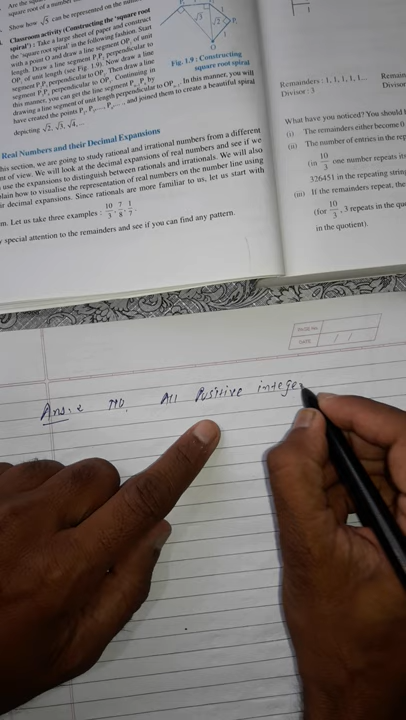 Are the squ
square root of a number
Show how √5 can be represented on the num
Classroom activity (Constructing the 'square root
spiral') : Take a large sheet of paper and construct
the 'square root spiral' in the following fashion. Start
with a point O and draw a line segment OP₁ of unit
length. Draw a line segment P₁P₂ perpendicular to
OP₁ of unit length (see Fig. 1.9). Now draw a line
segment P₂P₃ perpendicular to OP₂. Then draw a line
segment P₃P₄ perpendicular to OP₃. Continuing in
this manner, you can get the line segment Pₙ₋₁Pₙ by
drawing a line segment of unit length perpendicular to OPₙ₋₁. In this manner, you will
have created the points P₂, P₃,...., Pₙ,... ., and joined them to create a beautiful spiral
depicting √2, √3, √4, ...
Fig. 1.9 : Constructing
square root spiral
Real Numbers and their Decimal Expansions
his section, we are going to study rational and irrational numbers from a different
nt of view. We will look at the decimal expansions of real numbers and see if we
use the expansions to distinguish between rationals and irrationals. We will also
plain how to visualise the representation of real numbers on the number line using
ir decimal expansions. Since rationals are more familiar to us, let us start with
m. Let us take three examples : 10/3, 7/8, 1/7.
y special attention to the remainders and see if you can find any pattern.
1
Remainders : 1, 1, 1, 1, 1... Remain
Divisor : 3 Divisor
What have you noticed? You should h
(i) The remainders either become 0
(ii) The number of entries in the rep
(in 10/3 one number repeats its
326451 in the repeating string
(iii) If the remainders repeat, the
(for 10/3, 3 repeats in the quo
in the quotient).
PAGE NO.
DATE / /
Ans:- NO. All Positive intege